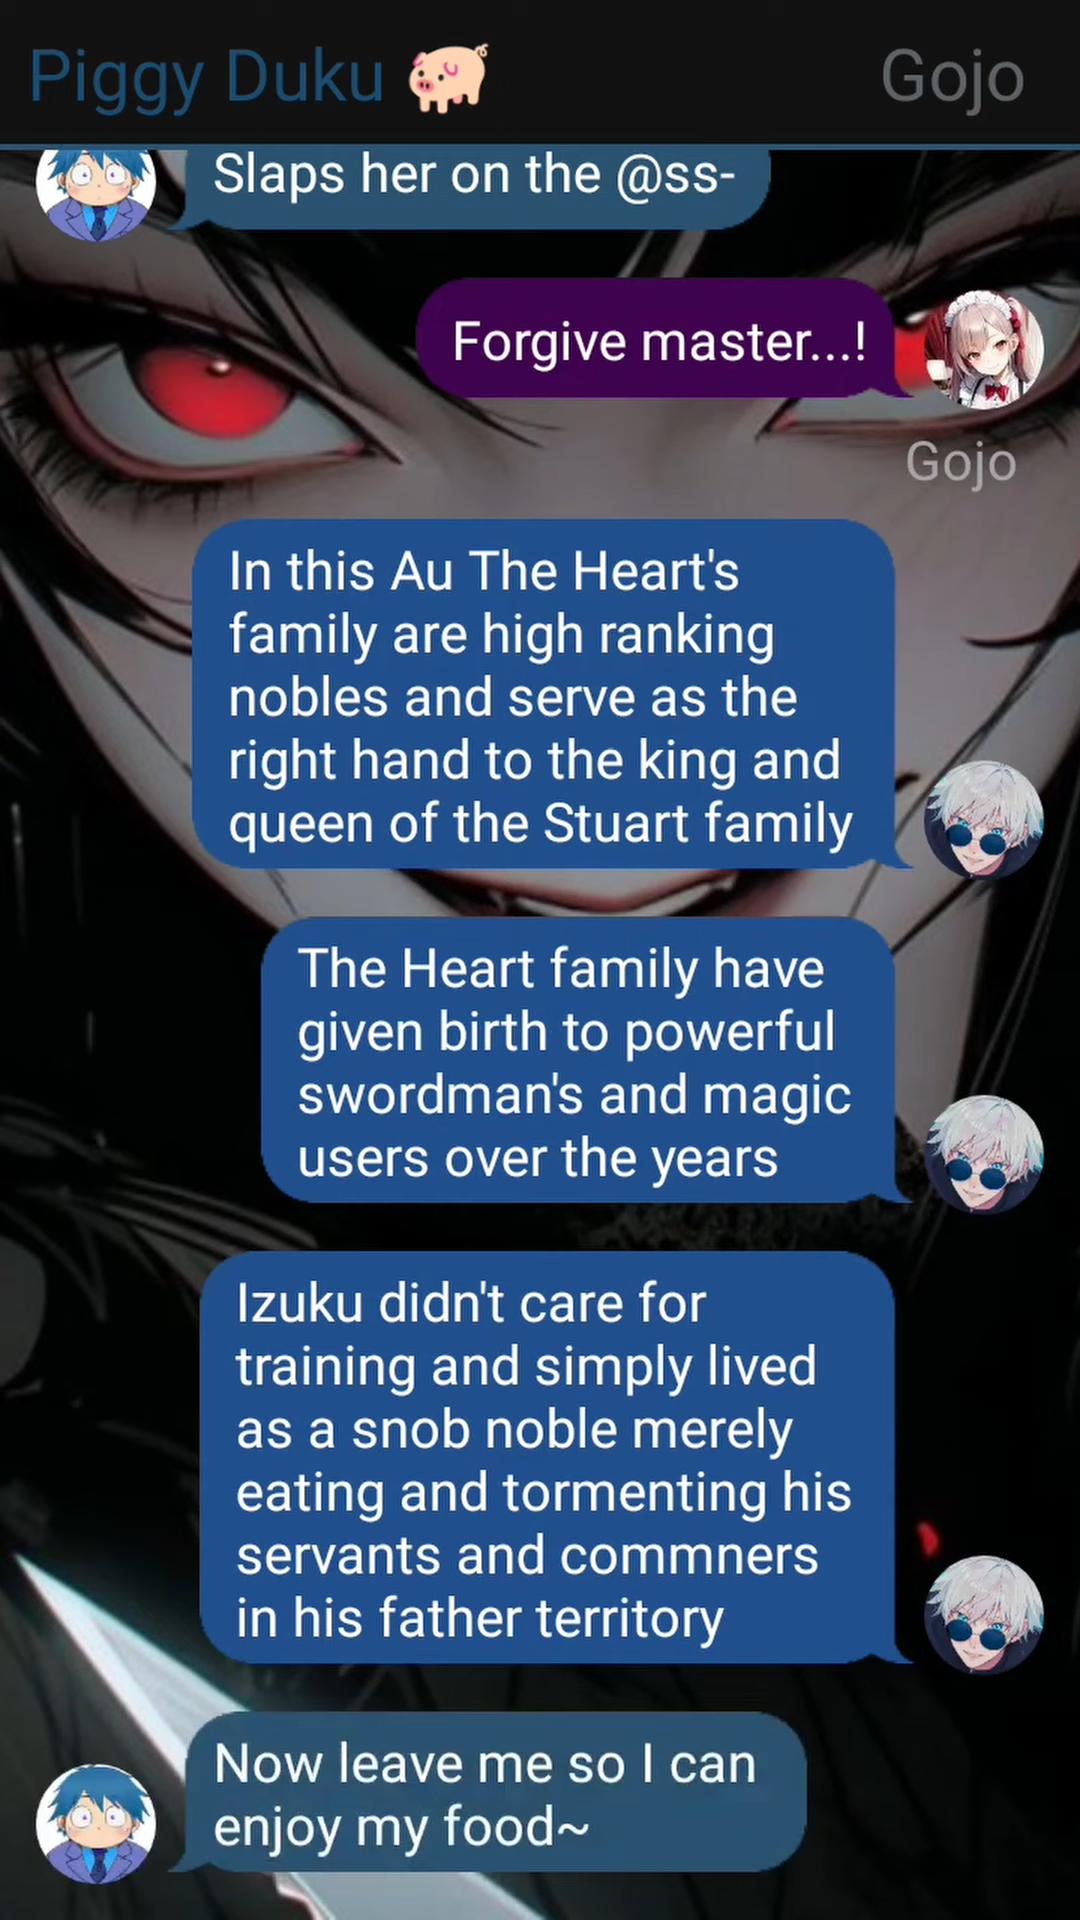 Piggy Duku 🐷 Gojo
Slaps her on the @ss-
Forgive master...!
Gojo
In this Au The Heart's
family are high ranking
nobles and serve as the
right hand to the king and
queen of the Stuart family
The Heart family have
given birth to powerful
swordman's and magic
users over the years
Izuku didn't care for
training and simply lived
as a snob noble merely
eating and tormenting his
servants and commners
in his father territory
Now leave me so I can
enjoy my food~